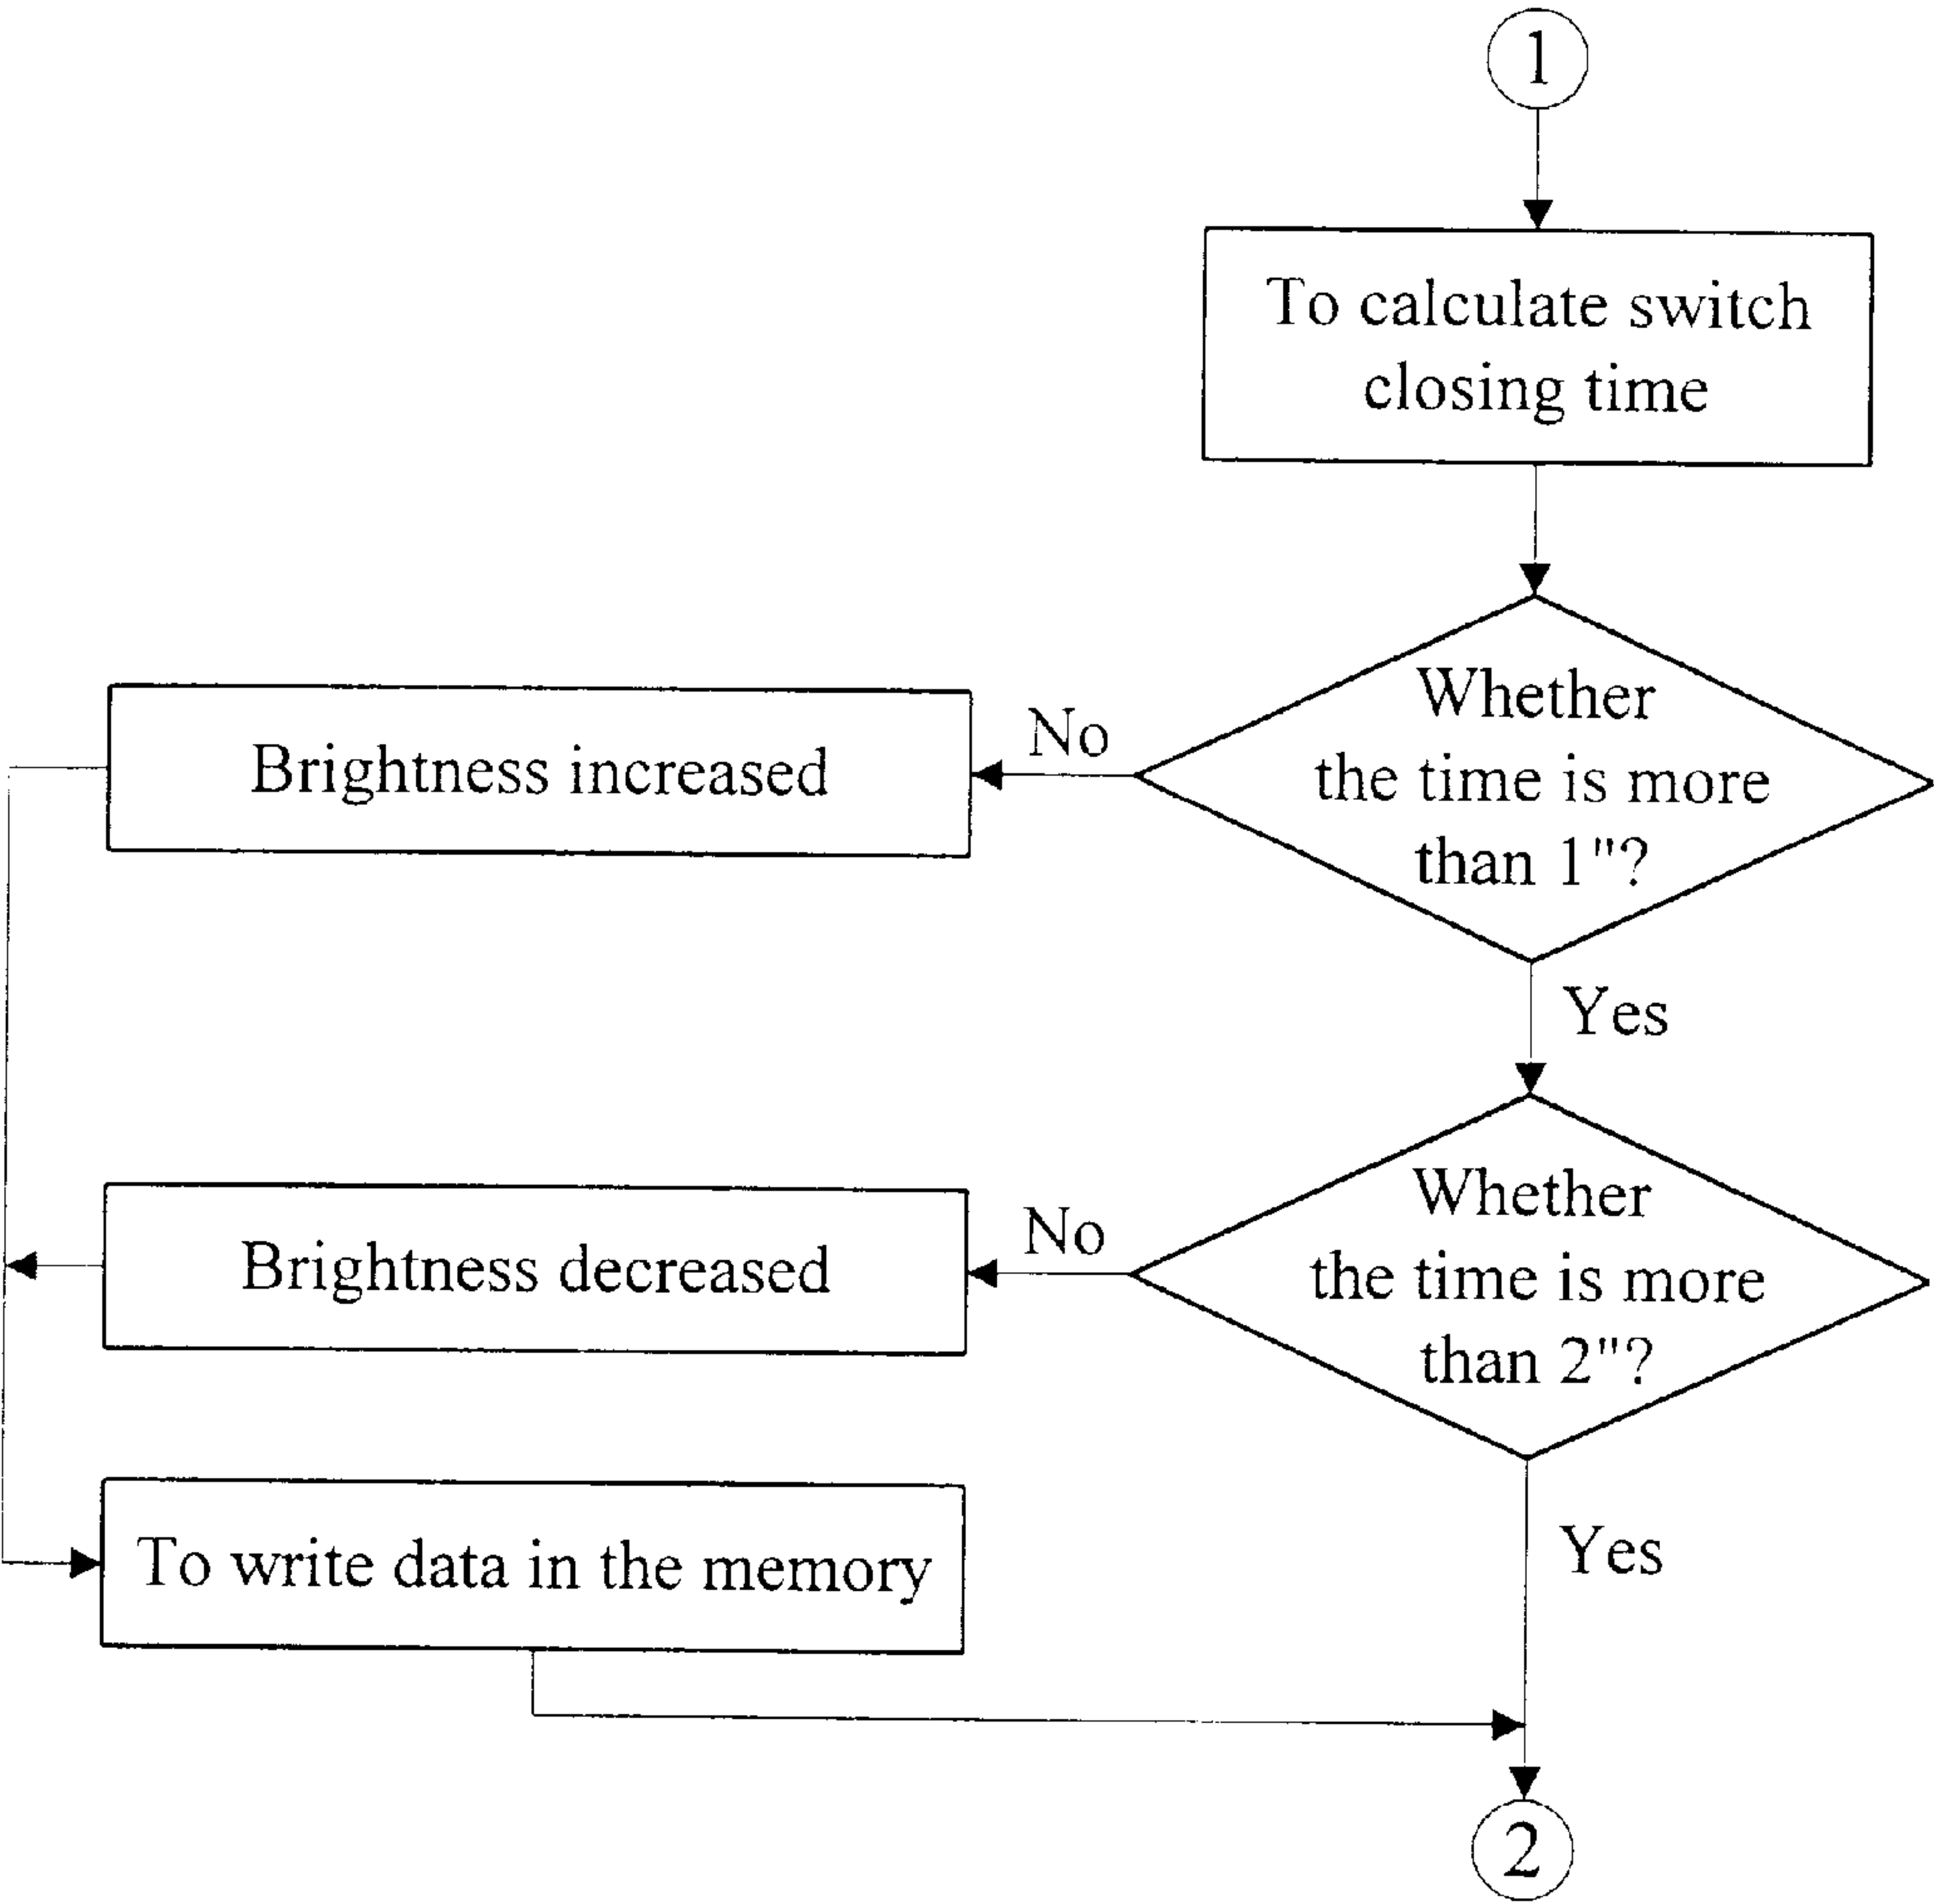 1
To calculate switch
closing time
Whether
the time is more
than 1"?
No
Brightness increased
Yes
Whether
the time is more
than 2"?
No
Brightness decreased
Yes
To write data in the memory
2